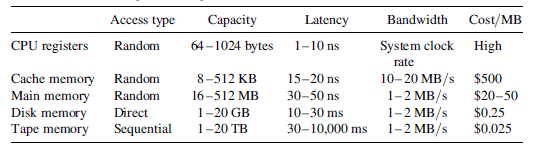 Access type Capacity Latency Bandwidth Cost/MB
CPU registers Random 64–1024 bytes 1–10 ns System clock rate High
Cache memory Random 8–512 KB 15–20 ns 10–20 MB/s $500
Main memory Random 16–512 MB 30–50 ns 1–2 MB/s $20–50
Disk memory Direct 1–20 GB 10–30 ms 1–2 MB/s $0.25
Tape memory Sequential 1–20 TB 30–10,000 ms 1–2 MB/s $0.025